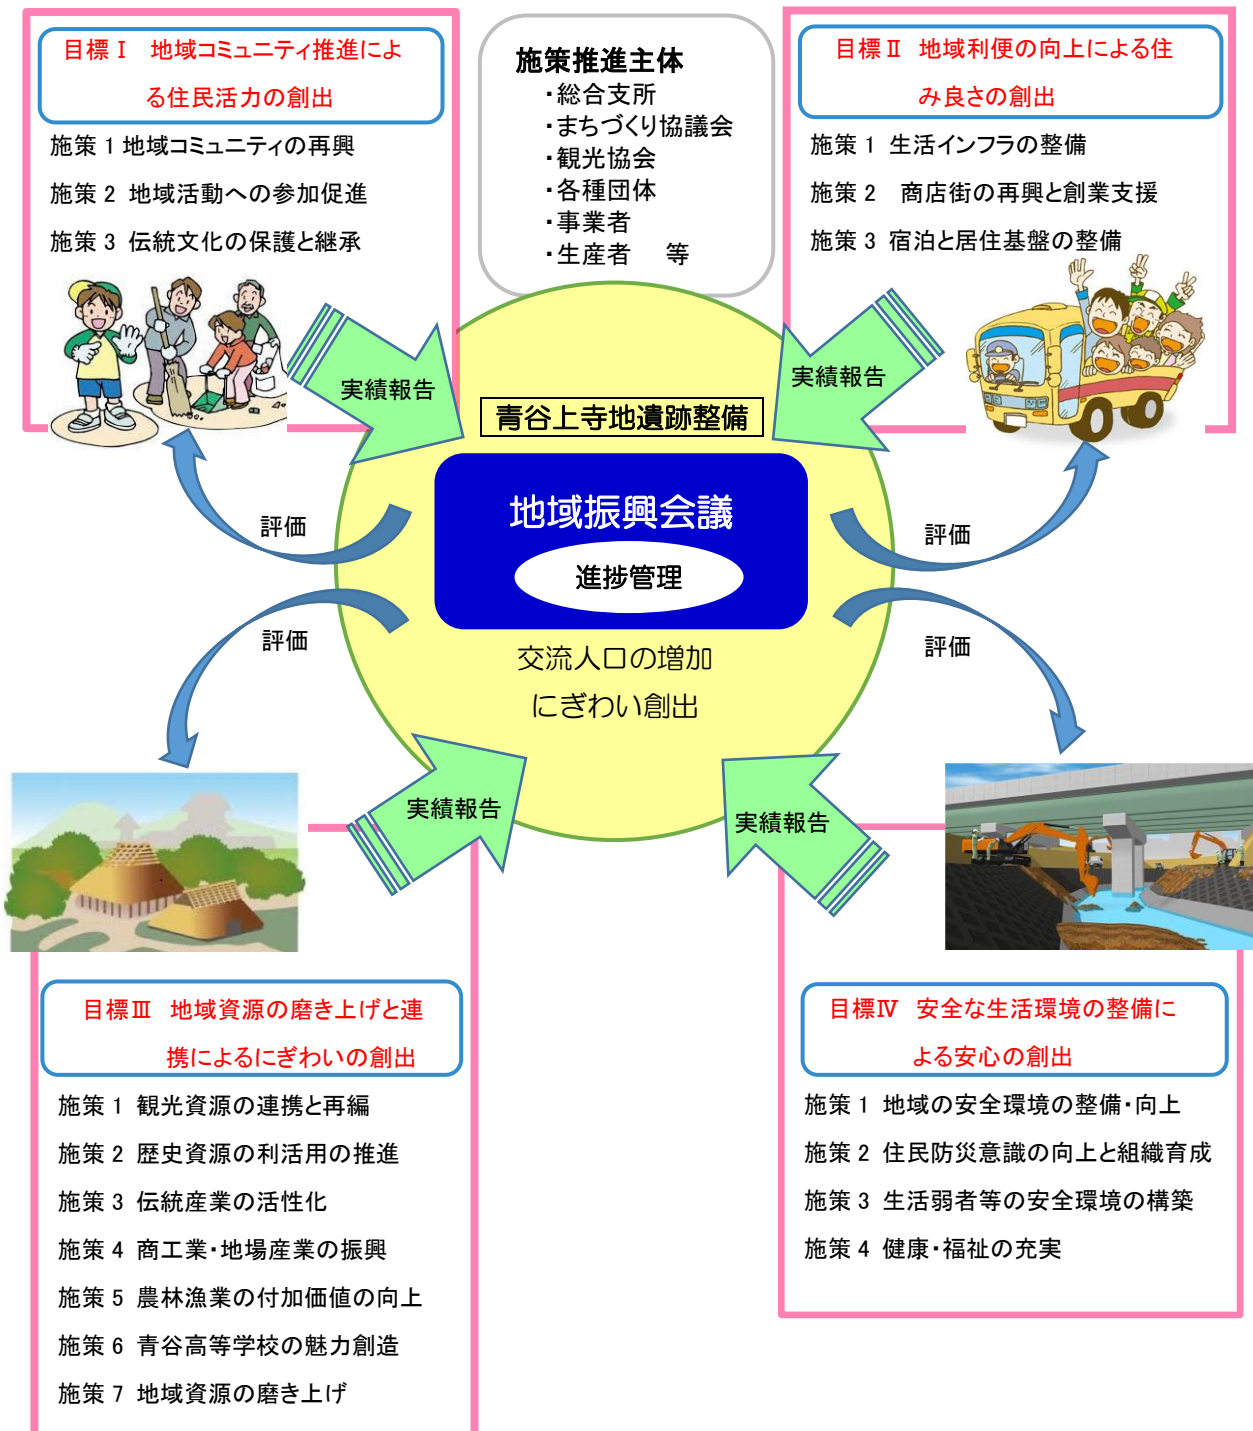 目標Ⅰ 地域コミュニティ推進によ
る住民活力の創出
施策1 地域コミュニティの再興
施策2 地域活動への参加促進
施策3 伝統文化の保護と継承
施策推進主体
・総合支所
・まちづくり協議会
・観光協会
・各種団体
・事業者
・生産者 等
目標Ⅱ 地域利便の向上による住
み良さの創出
施策1 生活インフラの整備
施策2 商店街の再興と創業支援
施策3 宿泊と居住基盤の整備
実績報告
実績報告
青谷上寺地遺跡整備
地域振興会議
進捗管理
評価
評価
評価
評価
交流人口の増加
にぎわい創出
実績報告
実績報告
目標Ⅲ 地域資源の磨き上げと連
携によるにぎわいの創出
施策1 観光資源の連携と再編
施策2 歴史資源の利活用の推進
施策3 伝統産業の活性化
施策4 商工業・地場産業の振興
施策5 農林漁業の付加価値の向上
施策6 青谷高等学校の魅力創造
施策7 地域資源の磨き上げ
目標Ⅳ 安全な生活環境の整備に
よる安心の創出
施策1 地域の安全環境の整備・向上
施策2 住民防災意識の向上と組織育成
施策3 生活弱者等の安全環境の構築
施策4 健康・福祉の充実